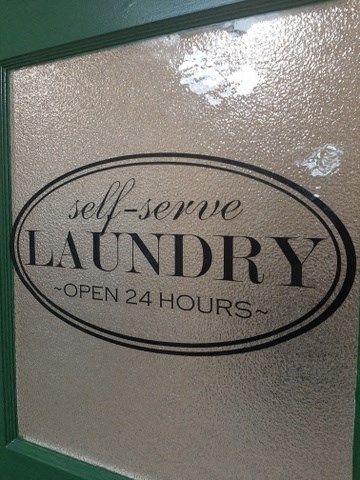 self-serve
LAUNDRY
~OPEN 24 HOURS~